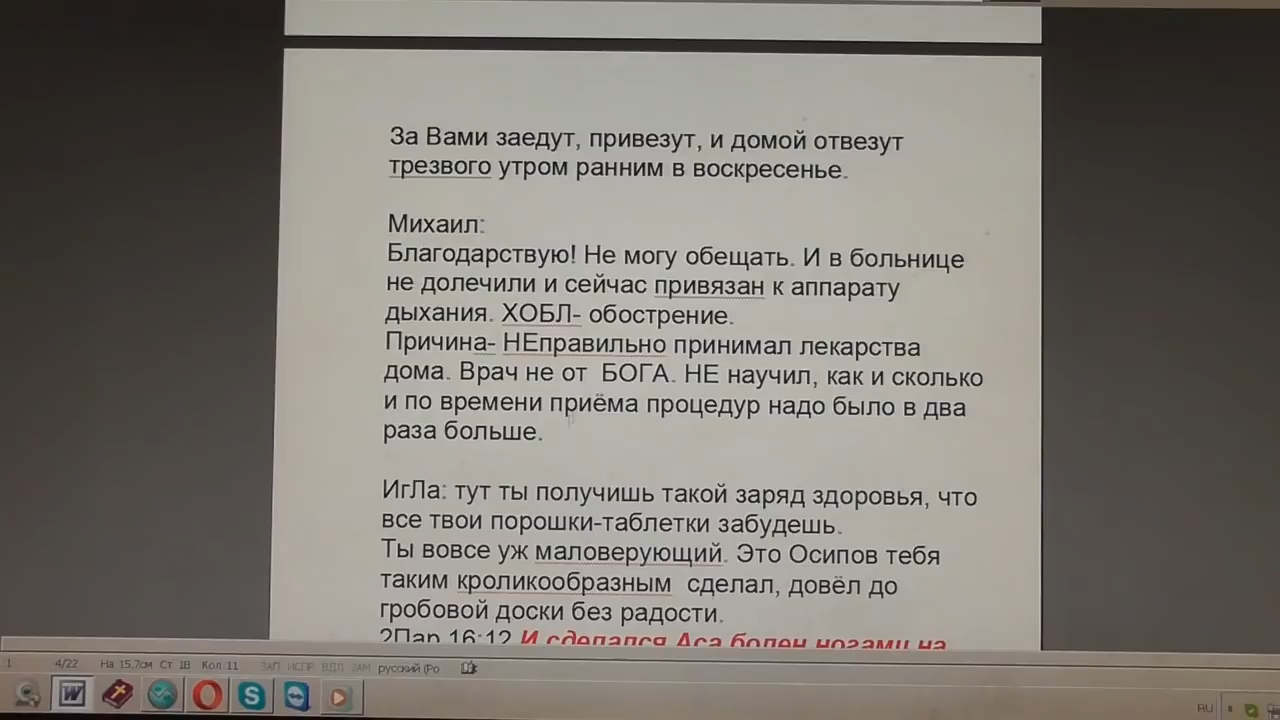 За Вами заедут, привезут, и домой отвезут
трезвого утром ранним в воскресенье.
Михаил:
Благодарствую! Не могу обещать. И в больнице
не долечили и сейчас привязан к аппарату
дыхания. ХОБЛ- обострение.
Причина- НЕправильно принимал лекарства
дома. Врач не от  БОГА. НЕ научил, как и сколько
и по времени приёма процедур надо было в два
раза больше.
ИгЛа: тут ты получишь такой заряд здоровья, что
все твои порошки-таблетки забудешь.
Ты вовсе уж маловерующий. Это Осипов тебя
таким кроликообразным  сделал, довёл до
гробовой доски без радости.
2Пар.16:12 И сделался Аса болен ногами на
1 4/22 На 15,7см Ст 18 Кол 11 ЗАП ИСПР ВДЛ ЗАМ русский (Ро
RU